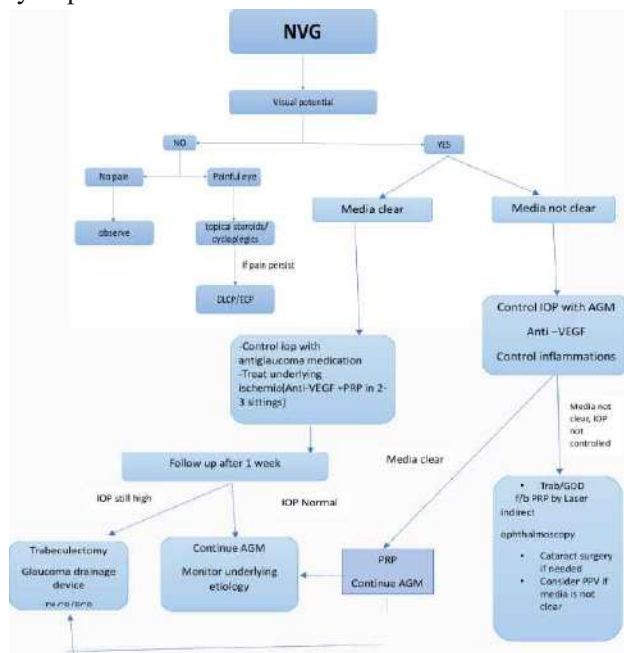 NVG
Visual potential
NO
YES
No pain
Painful eye
Media clear
Media not clear
observe
topical steroids/
cycloplegics
If pain persist
DLCP/ECP
Control IOP with AGM
Anti –VEGF
Control inflammations
-Control iop with
antiglaucoma medication
-Treat underlying
ischemia(Anti-VEGF +PRP in 2-
3 sittings)
Media not
clear, IOP
not
controlled
Media clear
Follow up after 1 week
IOP still high
IOP Normal
• Trab/GDD
f/b PRP by Laser
indirect
ophthalmoscopy
• Cataract surgery
if needed
• Consider PPV if
media is not
clear
Trabeculectomy
Glaucoma drainage
device
Continue AGM
Monitor underlying
etiology
PRP
Continue AGM